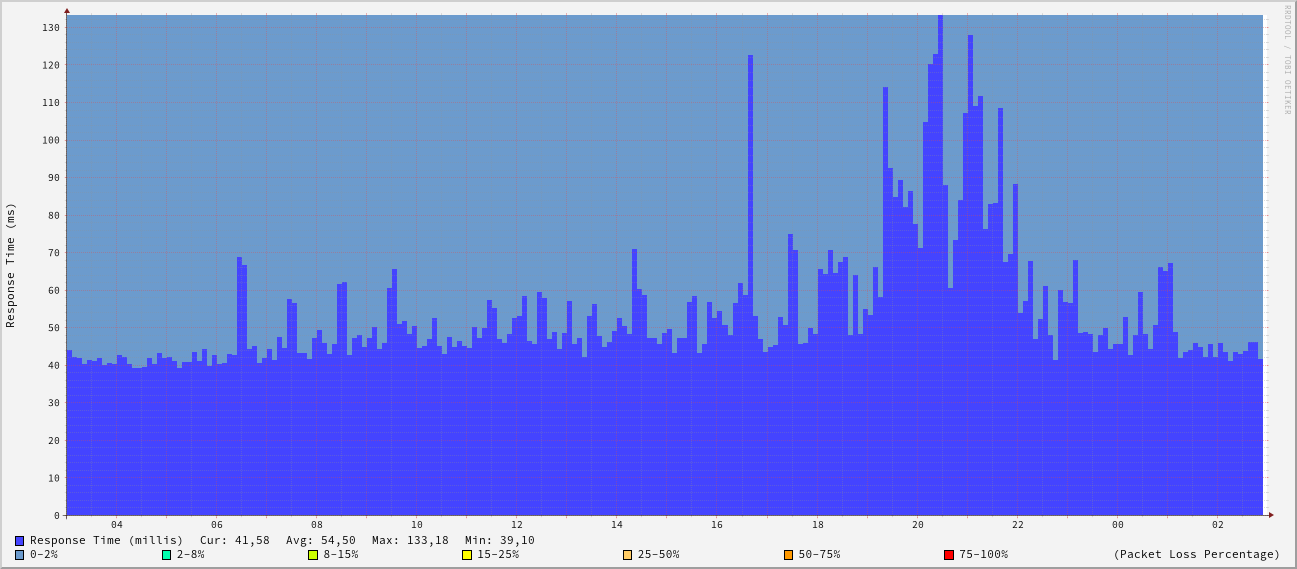 RRDTOOL / TOBI OETIKER
Response Time (ms)
130
120
110
100
90
80
70
60
50
40
30
20
10
0
04 06 08 10 12 14 16 18 20 22 00 02
Response Time (millis) Cur: 41,58 Avg: 54,50 Max: 133,18 Min: 39,10
0-2% 2-8% 8-15% 15-25% 25-50% 50-75% 75-100% (Packet Loss Percentage)